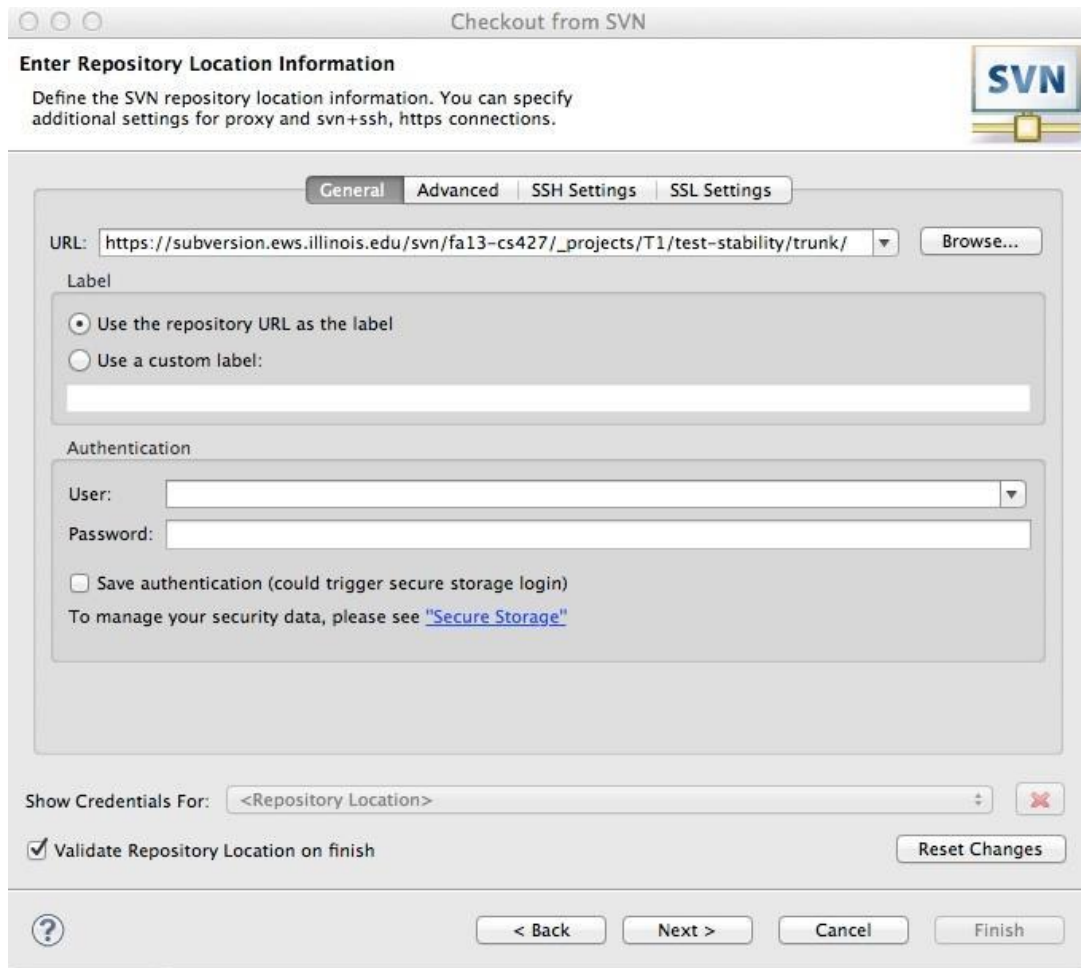 Checkout from SVN
Enter Repository Location Information
SVN
Define the SVN repository location information. You can specify
additional settings for proxy and svn+ssh, https connections.
General Advanced SSH Settings SSL Settings
URL: https://subversion.ews.illinois.edu/svn/fa13-cs427/_projects/T1/test-stability/trunk/ Browse...
Label
Use the repository URL as the label
Use a custom label:
Authentication
User:
Password:
Save authentication (could trigger secure storage login)
To manage your security data, please see "Secure Storage"
Show Credentials For: <Repository Location>
Validate Repository Location on finish Reset Changes
? < Back Next > Cancel Finish